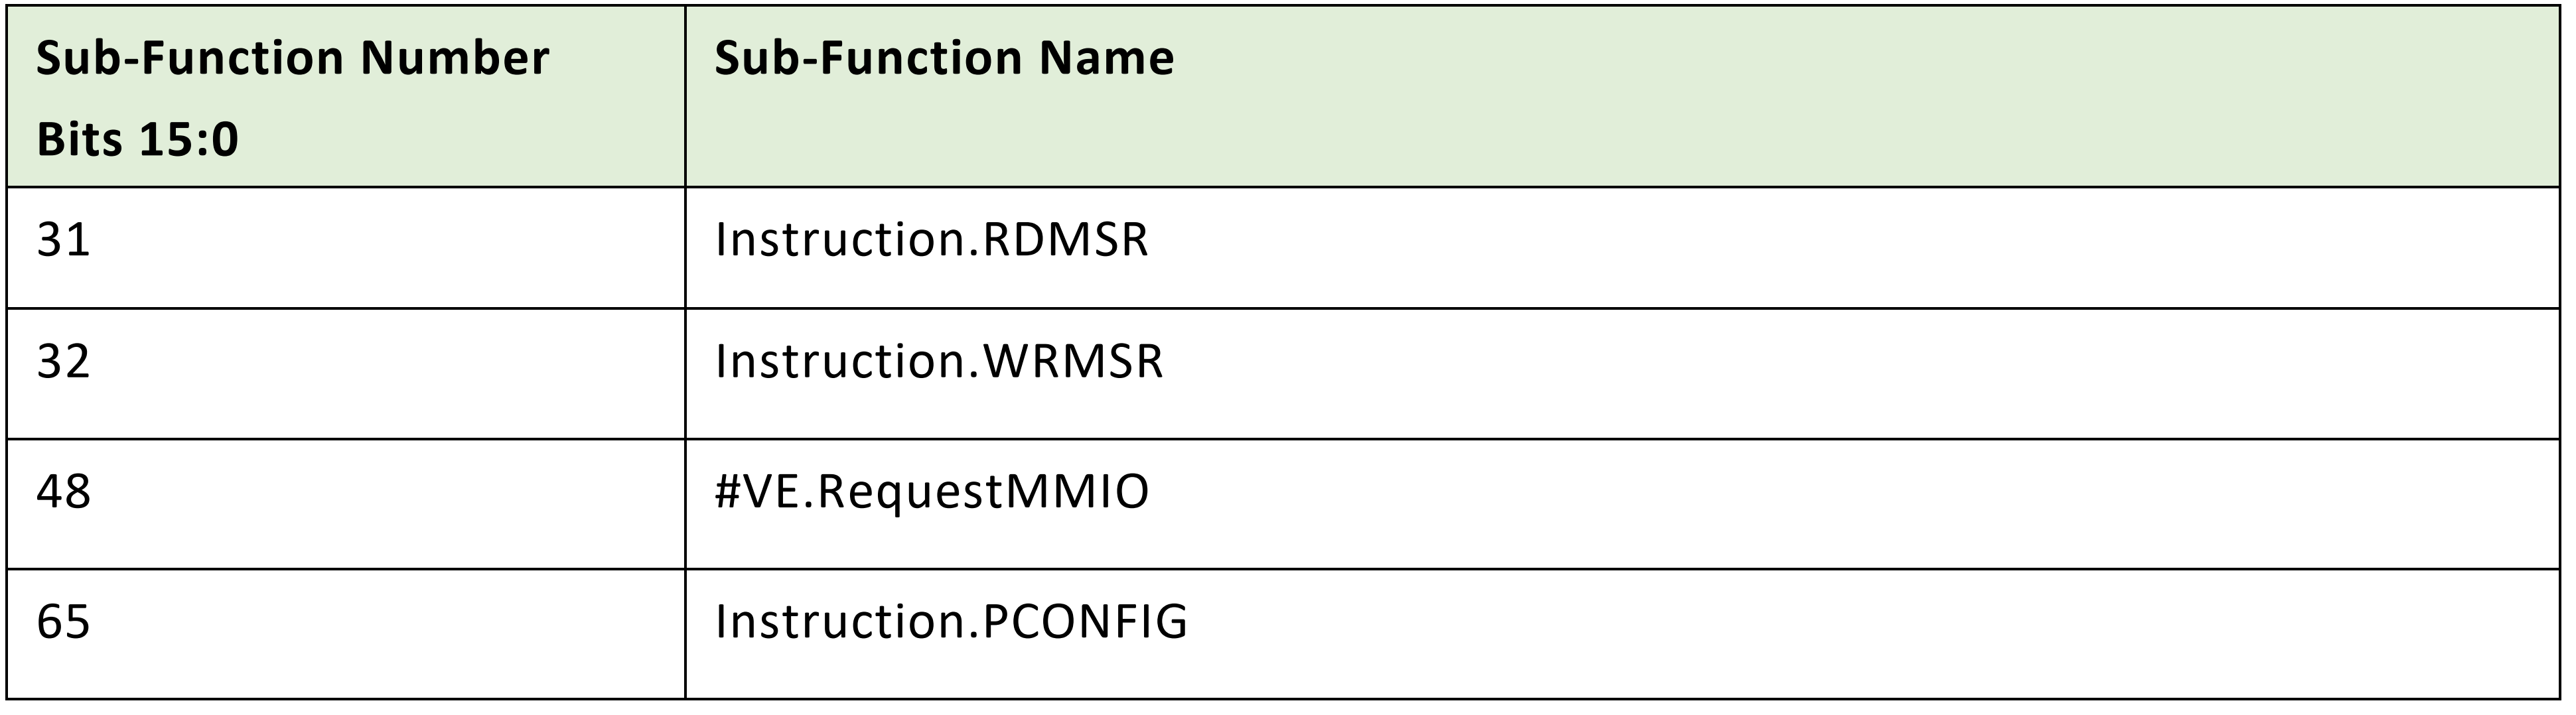 Sub-Function Number
Bits 15:0
Sub-Function Name
31
Instruction.RDMSR
32
Instruction.WRMSR
48
#VE.RequestMMIO
65
Instruction.PCONFIG